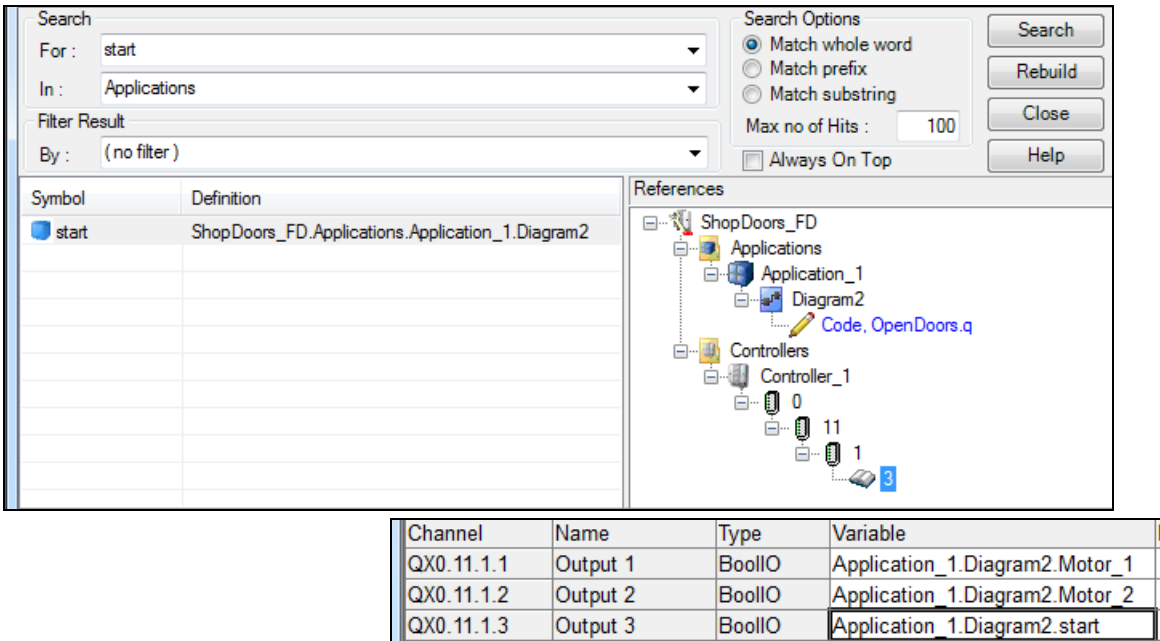 Search
For : start
In : Applications
Filter Result
By : ( no filter )
Search Options
Match whole word
Match prefix
Match substring
Max no of Hits : 100
Always On Top
Search
Rebuild
Close
Help
Symbol Definition
start ShopDoors_FD.Applications.Application_1.Diagram2
References
ShopDoors_FD
Applications
Application_1
Diagram2
Code, OpenDoors.q
Controllers
Controller_1
0
11
1
3
Channel Name Type Variable
QX0.11.1.1 Output 1 BoolIO Application_1.Diagram2.Motor_1
QX0.11.1.2 Output 2 BoolIO Application_1.Diagram2.Motor_2
QX0.11.1.3 Output 3 BoolIO Application_1.Diagram2.start